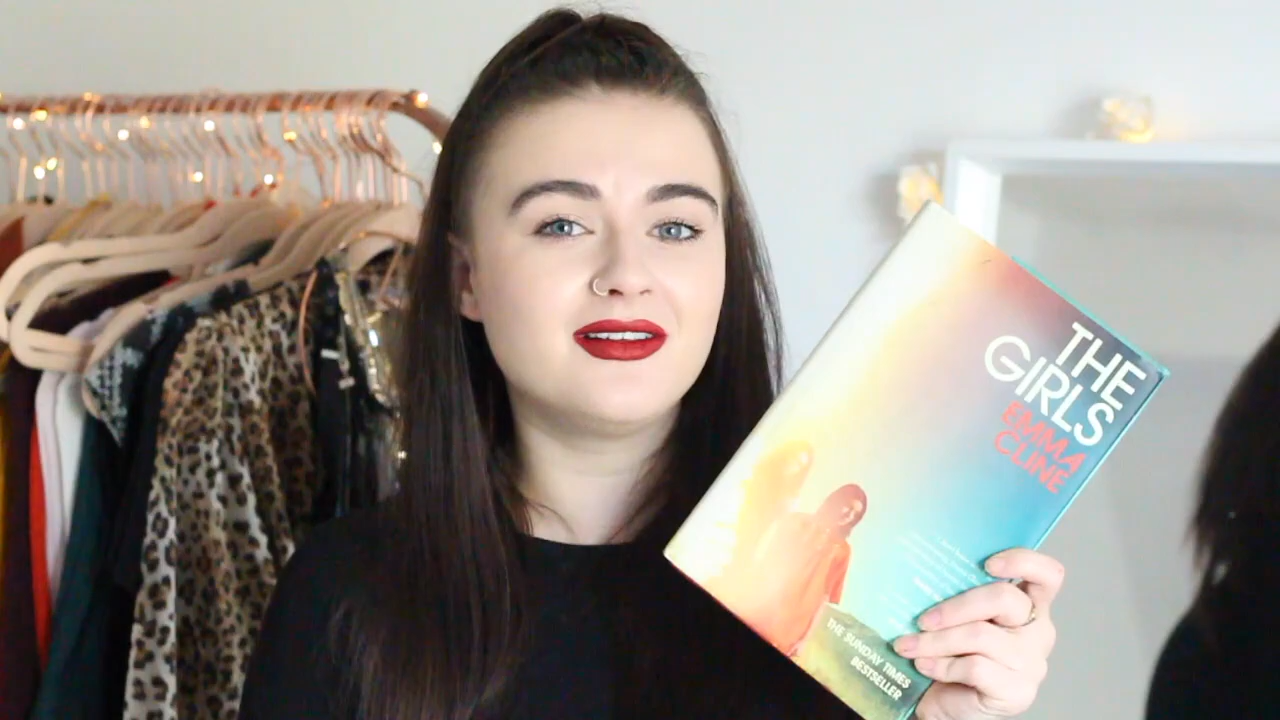 THE
GIRLS
EMMA
CLINE
THE SUNDAY TIMES
BESTSELLER